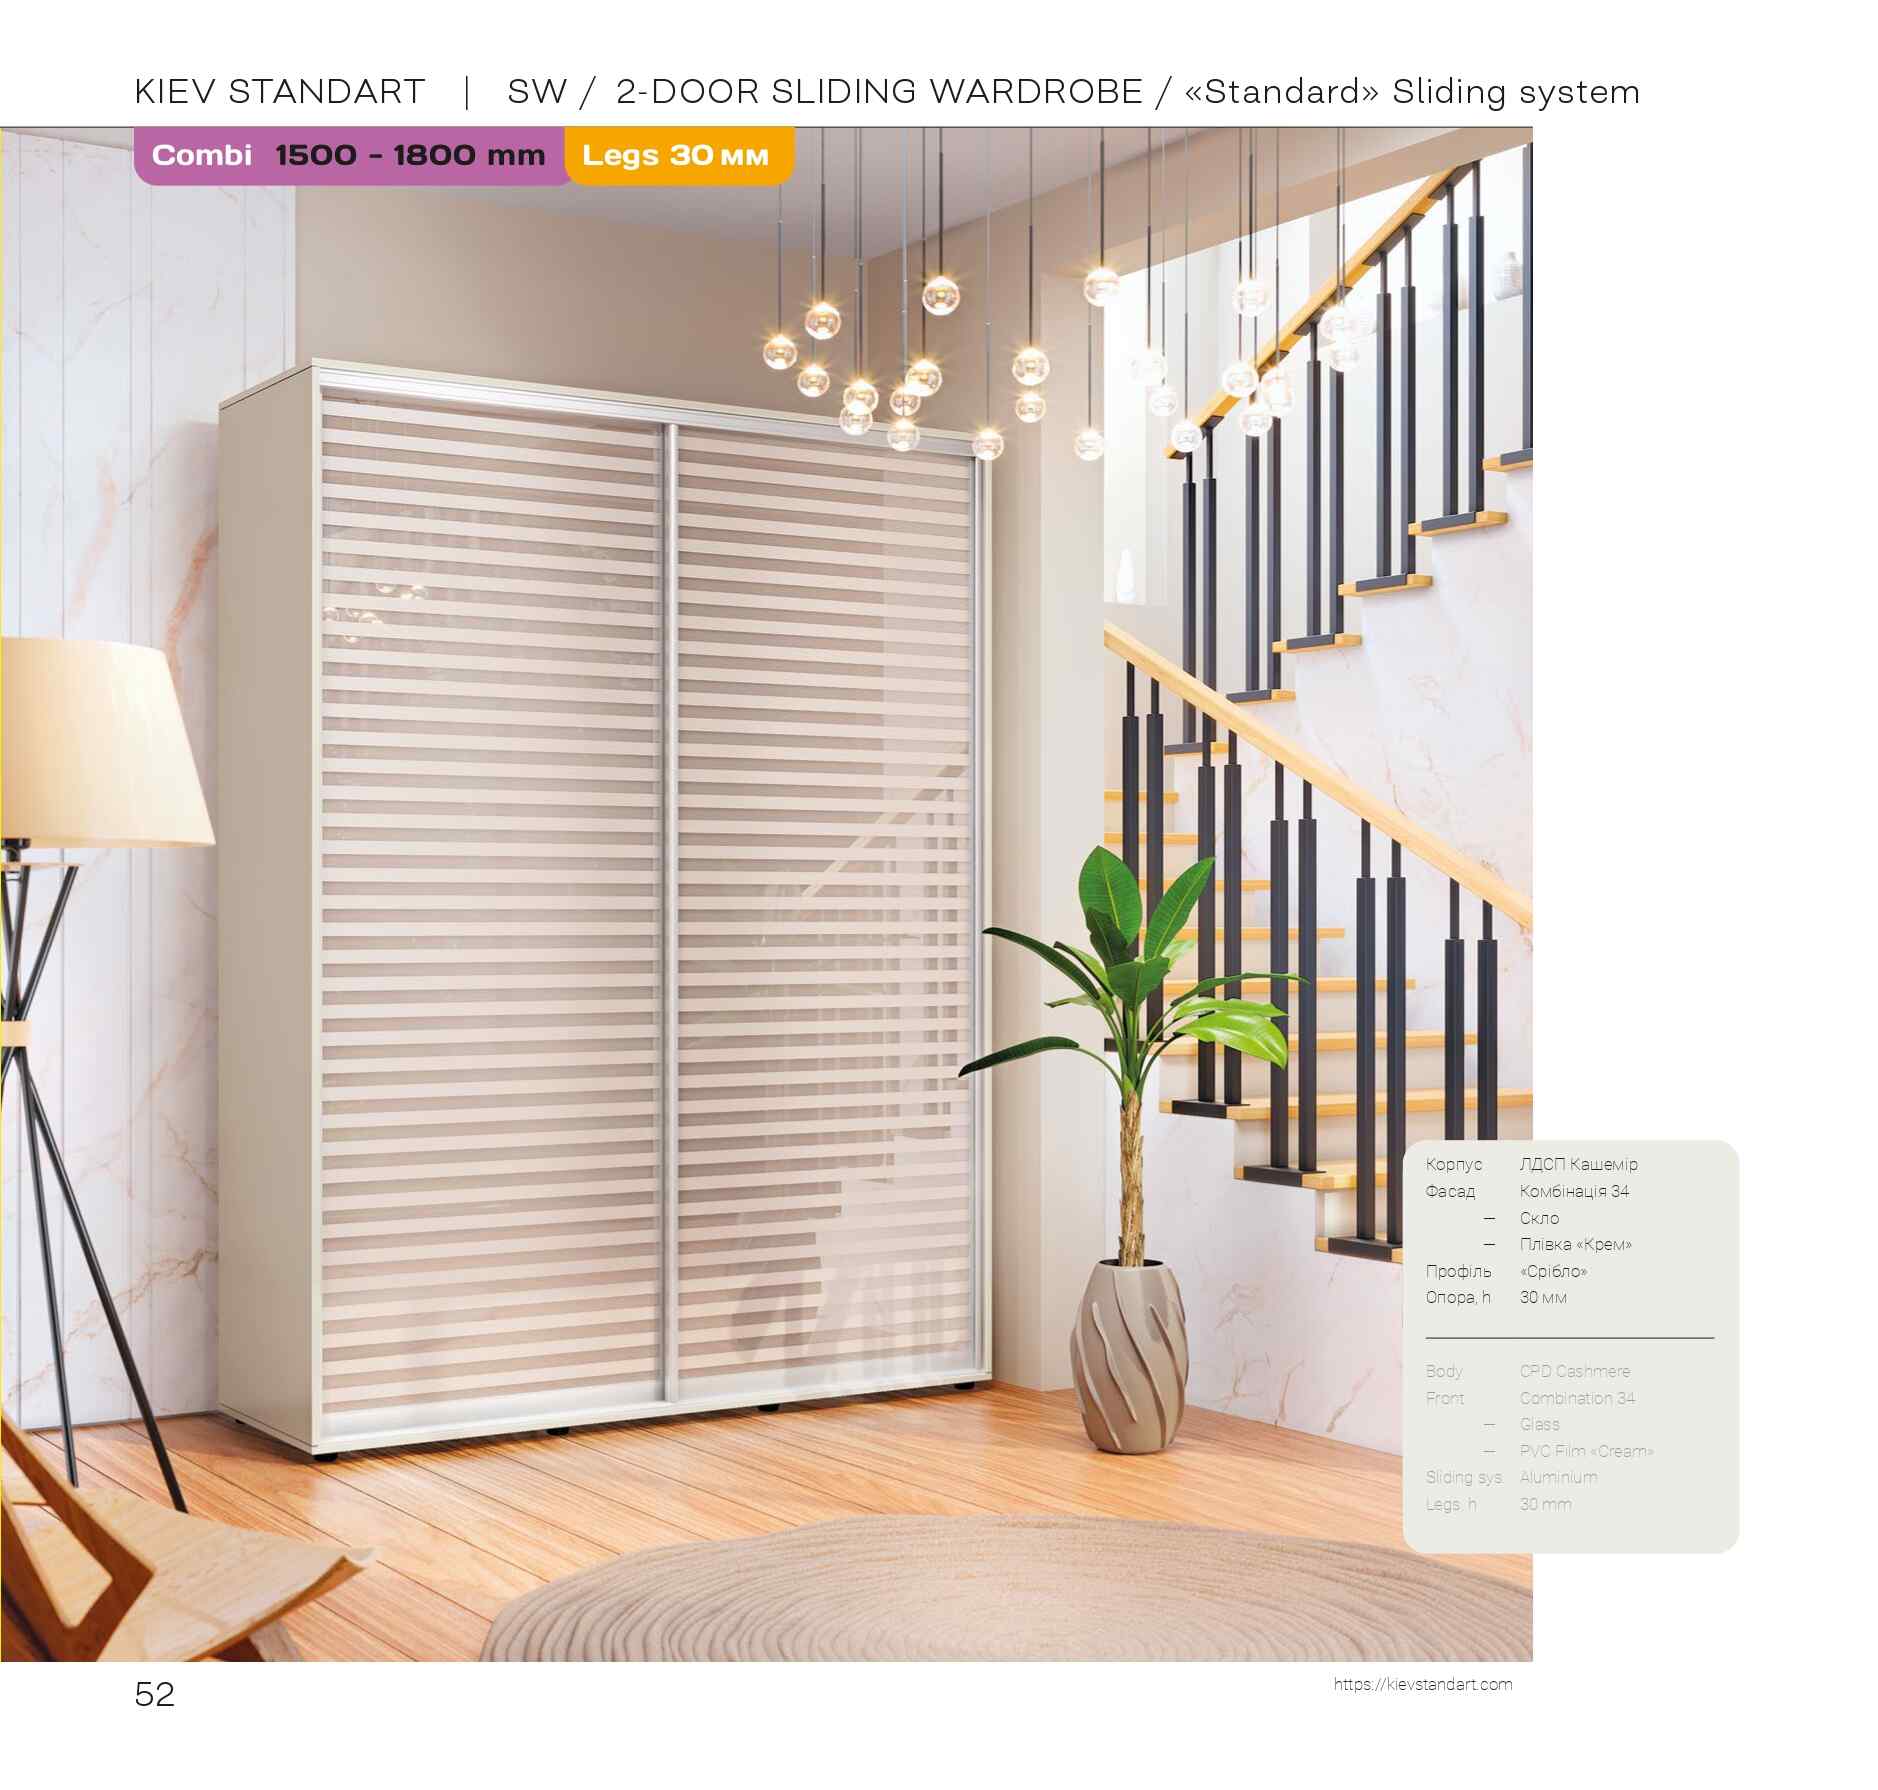 KIEV STANDART | SW / 2-DOOR SLIDING WARDROBE / «Standard» Sliding system
Combi 1500 - 1800 mm Legs 30 мм
Корпус ЛДСП Кашемір
Фасад Комбінація 34
– Скло
– Плівка «Крем»
Профіль «Срібло»
Опора, h 30 мм
Body CPD Cashmere
Front Combination 34
– Glass
– PVC Film «Cream»
Sliding sys. Aluminium
Legs, h 30 mm
52
https://kievstandart.com